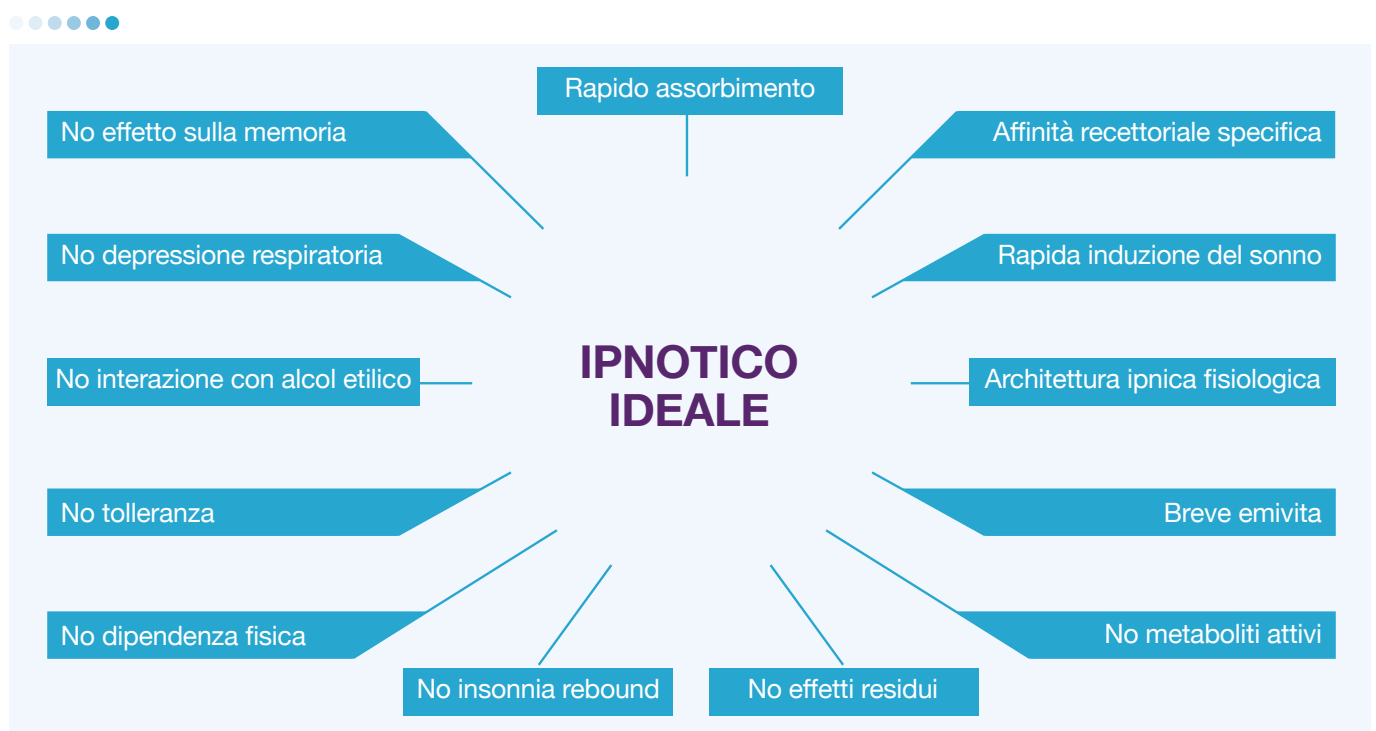 Rapido assorbimento
No effetto sulla memoria
Affinità recettoriale specifica
No depressione respiratoria
Rapida induzione del sonno
IPNOTICO
IDEALE
No interazione con alcol etilico
Architettura ipnica fisiologica
No tolleranza
Breve emivita
No dipendenza fisica
No metaboliti attivi
No insonnia rebound
No effetti residui